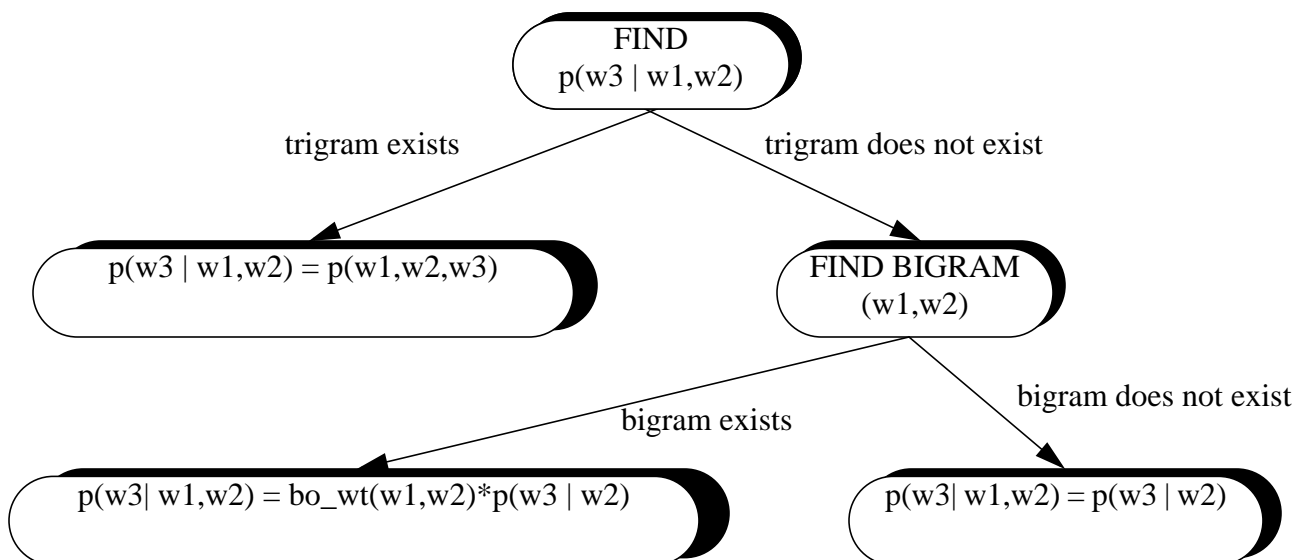 FIND
p(w3 | w1,w2)
trigram exists
trigram does not exist
p(w3 | w1,w2) = p(w1,w2,w3)
FIND BIGRAM
(w1,w2)
bigram exists
bigram does not exist
p(w3| w1,w2) = bo_wt(w1,w2)*p(w3 | w2)
p(w3| w1,w2) = p(w3 | w2)